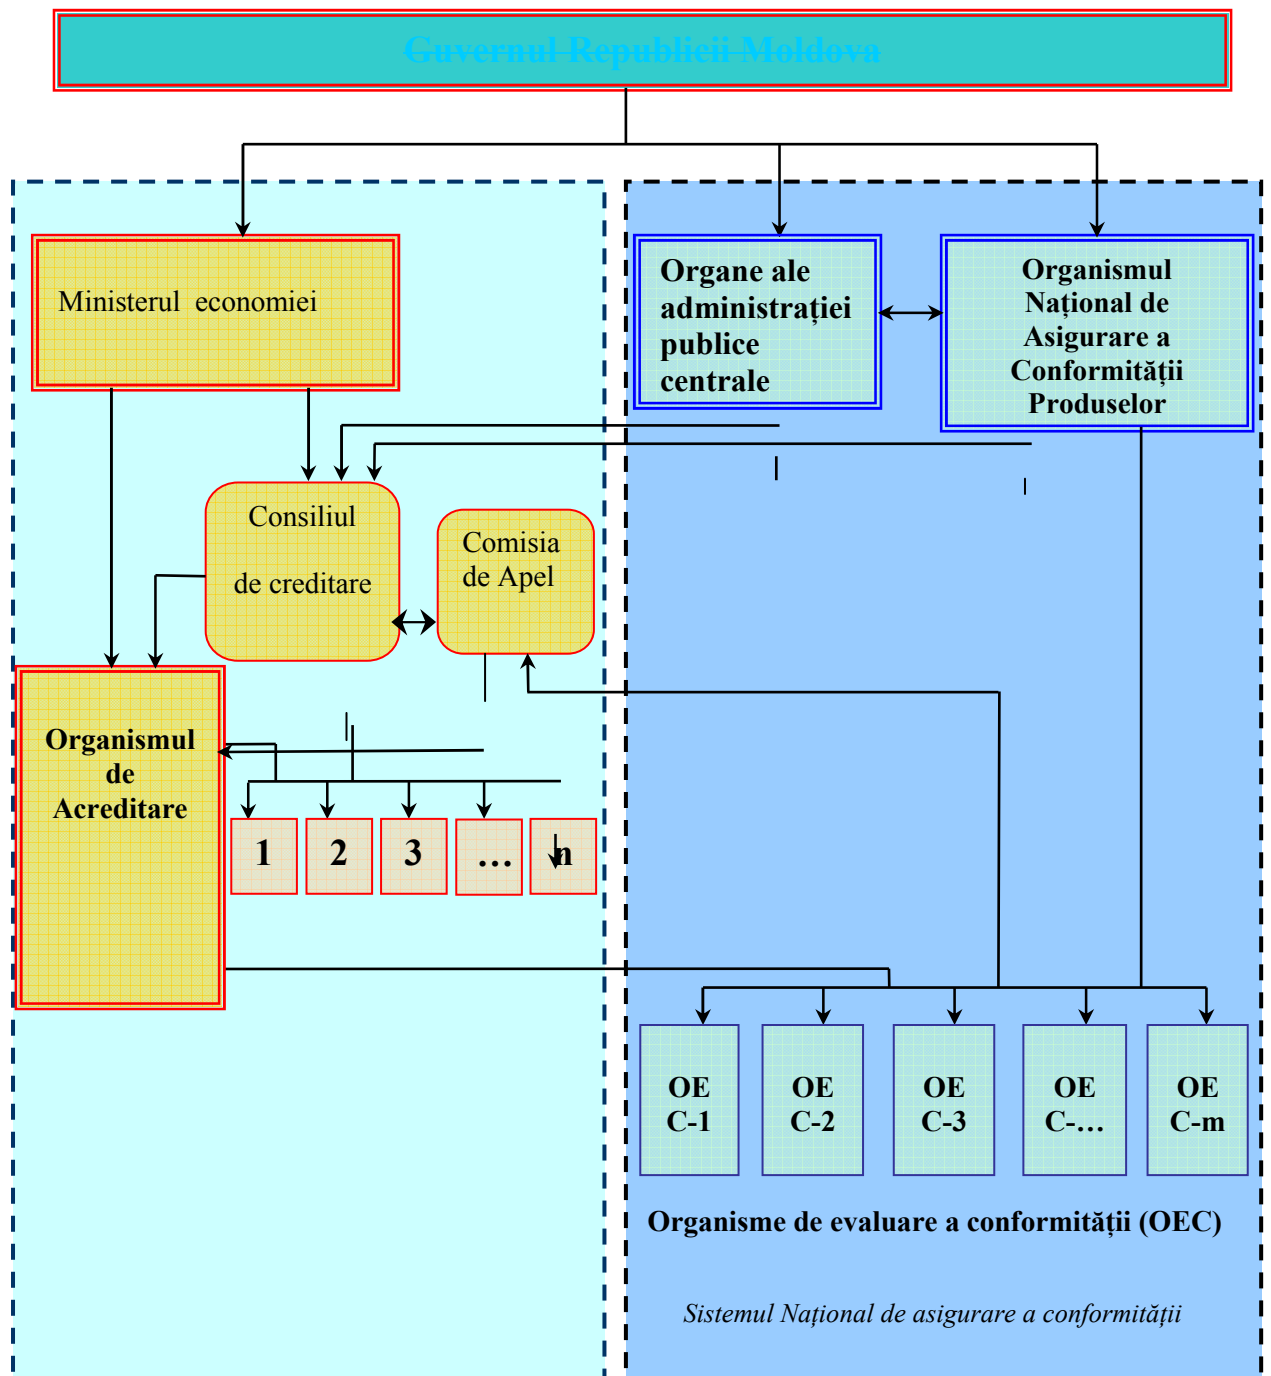 Guvernul Republicii Moldova
Ministerul economiei
Organe ale
administrației
publice
centrale
Organismul
Național de
Asigurare a
Conformității
Produselor
Consiliul
de creditare
Comisia
de Apel
Organismul
de
Acreditare
1
2
3
…
n
OE
C-1
OE
C-2
OE
C-3
OE
C-…
OE
C-m
Organisme de evaluare a conformității (OEC)
Sistemul Național de asigurare a conformității